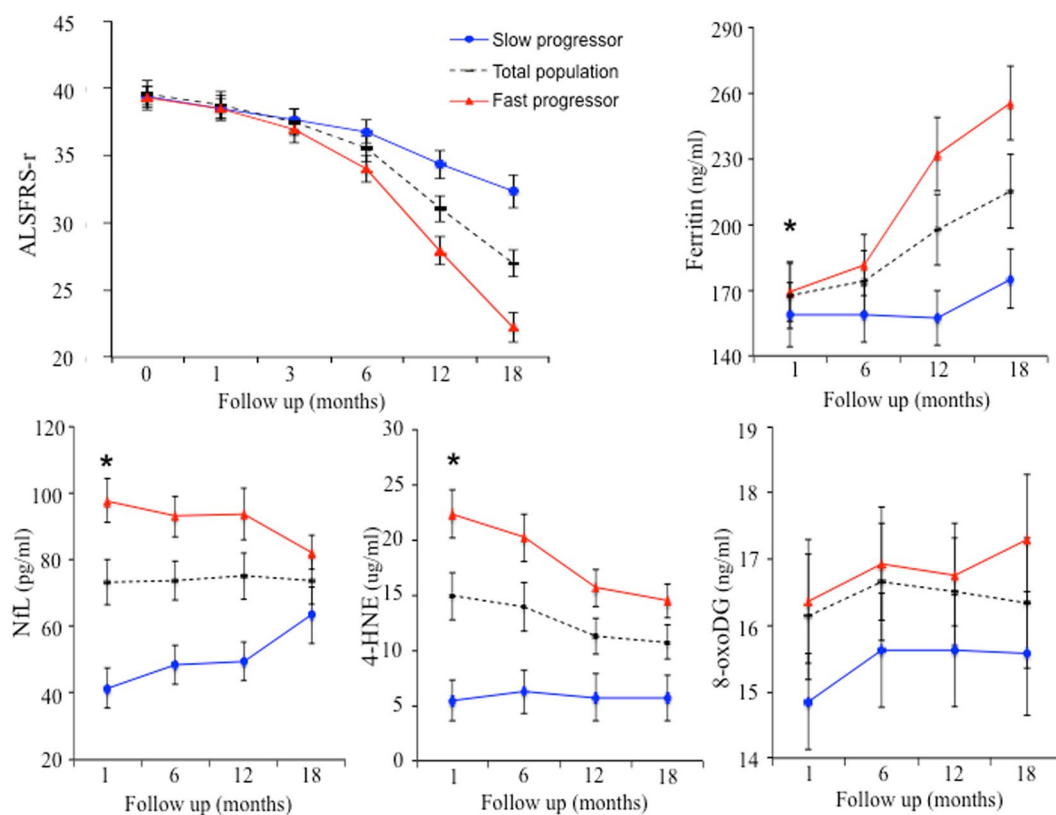 45
40
35
30
25
20
ALSFRS-r
0 1 3 6 12 18
Follow up (months)
Slow progressor
Total population
Fast progressor
290
260
230
200
170
140
Ferritin (ng/ml)
*
1 6 12 18
Follow up (months)
120
100
80
60
40
20
NfL (pg/ml)
*
1 6 12 18
Follow up (months)
30
25
20
15
10
5
0
4-HNE (ug/ml)
*
1 6 12 18
Follow up (months)
19
18
17
16
15
14
8-oxoDG (ng/ml)
1 6 12 18
Follow up (months)